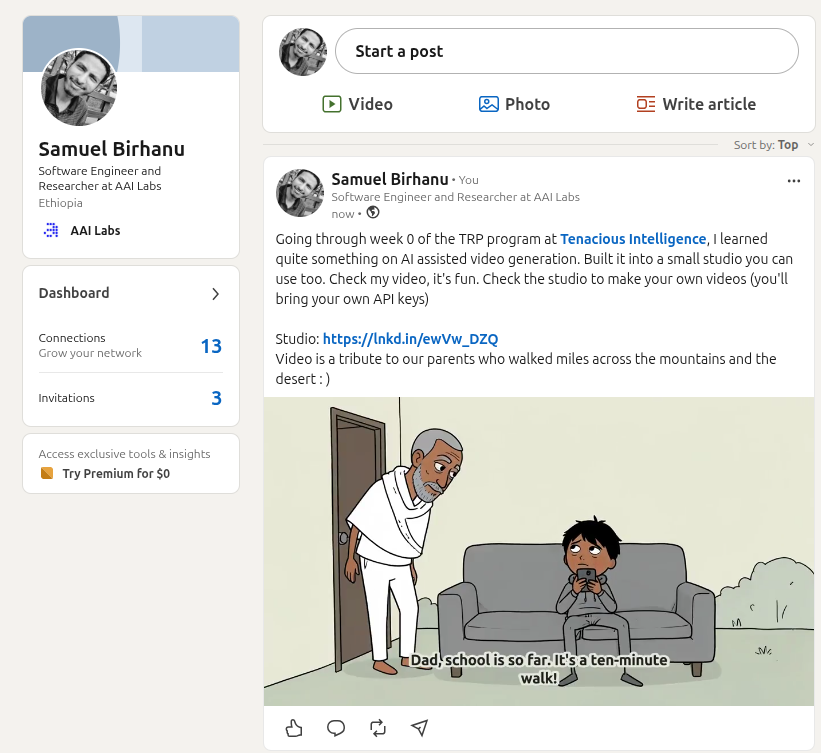 Samuel Birhanu
Software Engineer and
Researcher at AAI Labs
Ethiopia
AAI Labs
Dashboard
Connections
Grow your network
13
Invitations
3
Access exclusive tools & insights
Try Premium for $0
Start a post
Video
Photo
Write article
Sort by: Top
Samuel Birhanu • You
Software Engineer and Researcher at AAI Labs
now •
Going through week 0 of the TRP program at Tenacious Intelligence, I learned
quite something on AI assisted video generation. Built it into a small studio you can
use too. Check my video, it's fun. Check the studio to make your own videos (you'll
bring your own API keys)
Studio: https://lnkd.in/ewVw_DZQ
Video is a tribute to our parents who walked miles across the mountains and the
desert : )
Dad, school is so far. It's a ten-minute
walk!